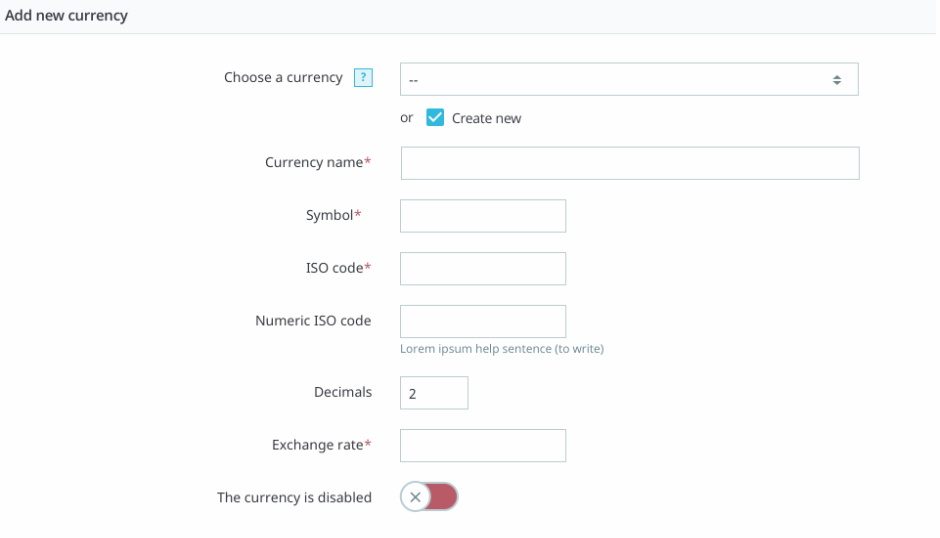 Add new currency
Choose a currency ? --
or Create new
Currency name*
Symbol*
ISO code*
Numeric ISO code
Lorem ipsum help sentence (to write)
Decimals 2
Exchange rate*
The currency is disabled